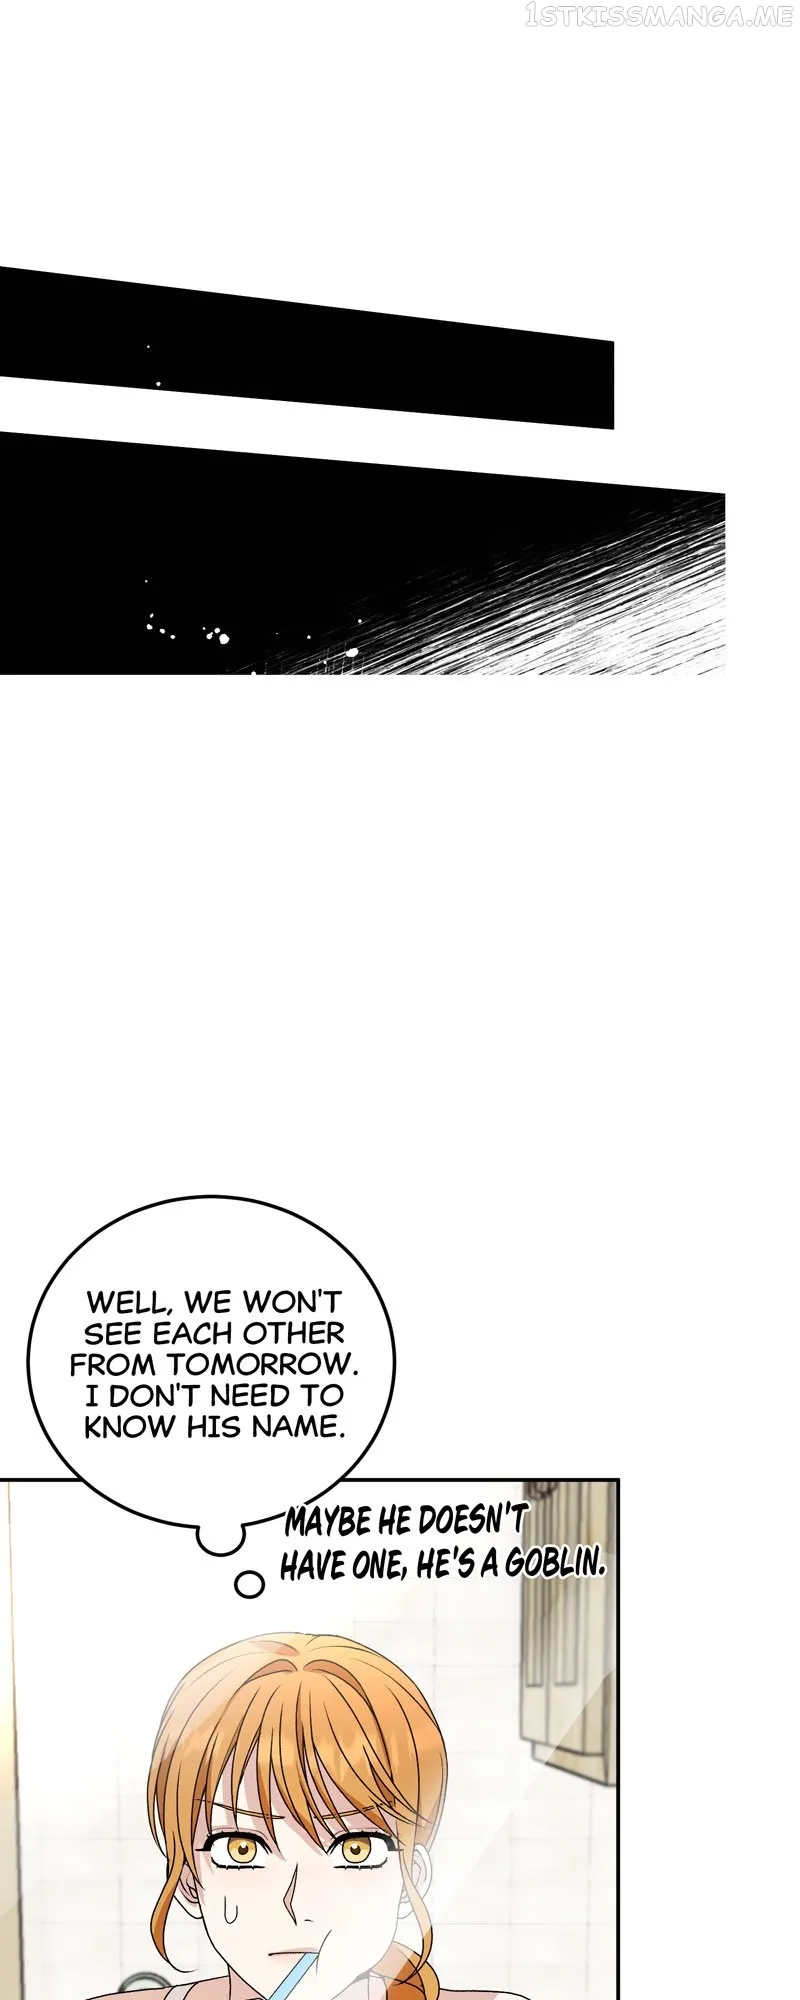 1STKISSMANGA.ME
WELL, WE WON'T
SEE EACH OTHER
FROM TOMORROW.
I DON'T NEED TO
KNOW HIS NAME.
MAYBE HE DOESN'T
HAVE ONE, HE'S A GOBLIN.